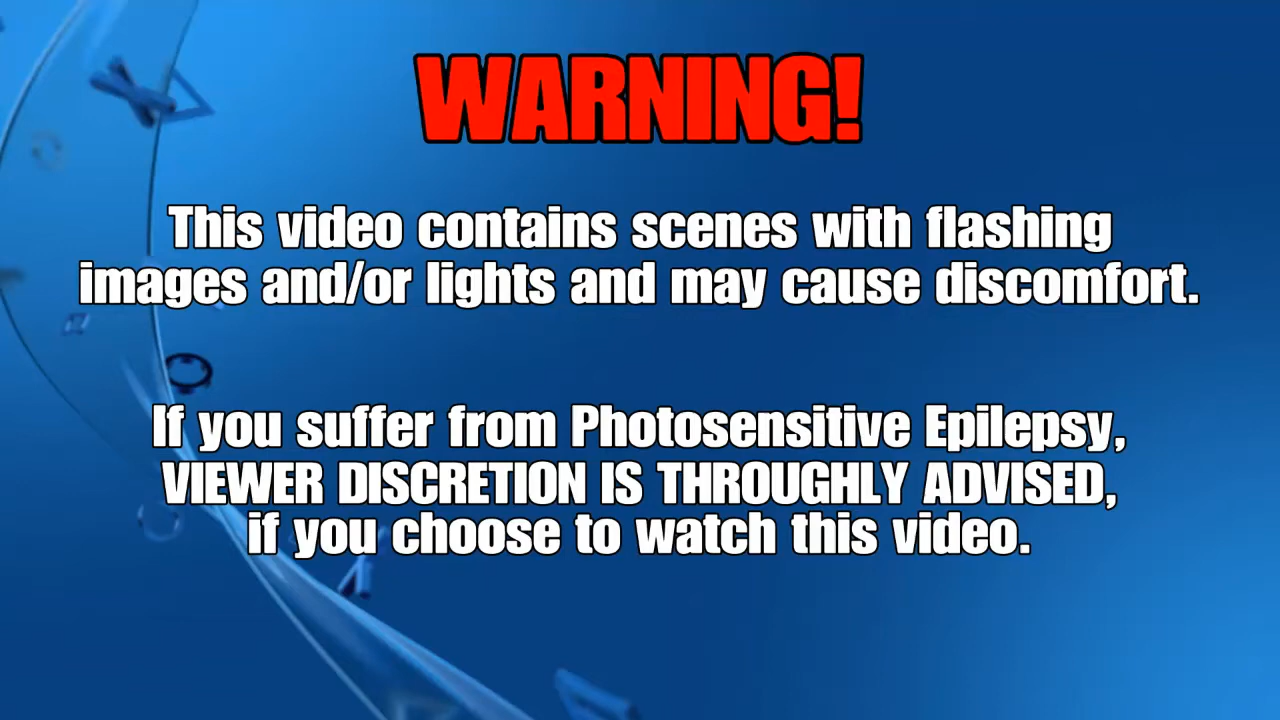 WARNING!
This video contains scenes with flashing
images and/or lights and may cause discomfort.
If you suffer from Photosensitive Epilepsy,
VIEWER DISCRETION IS THROUGHLY ADVISED,
if you choose to watch this video.